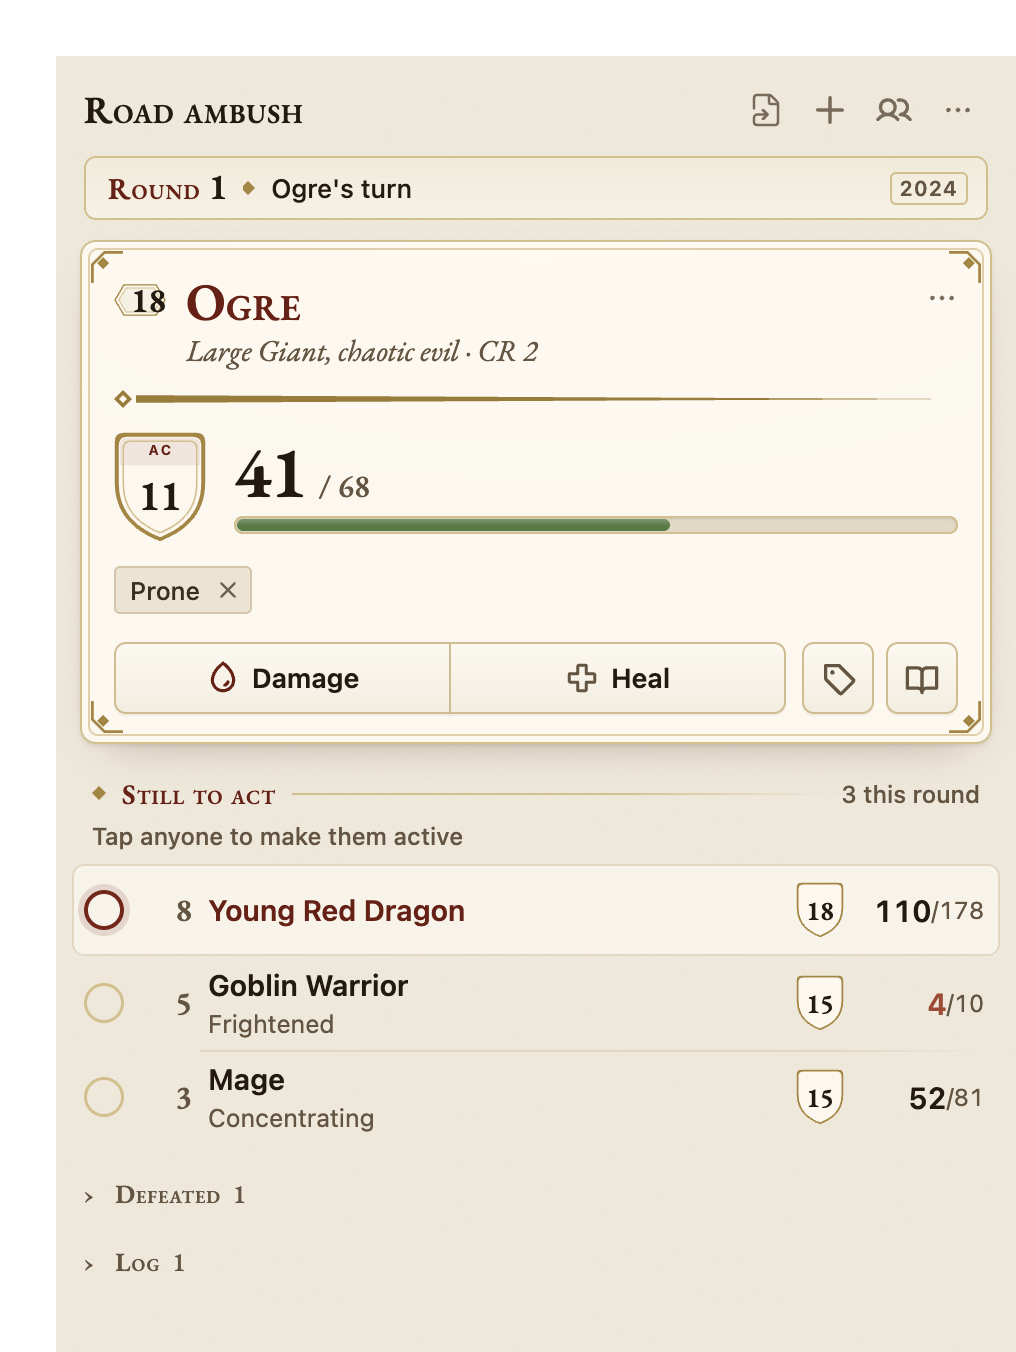 Road ambush
Round 1 Ogre's turn 2024
18 Ogre
Large Giant, chaotic evil · CR 2
AC
11
41 / 68
Prone
Damage Heal
Still to act 3 this round
Tap anyone to make them active
8 Young Red Dragon 18 110/178
5 Goblin Warrior 15 4/10
Frightened
3 Mage 15 52/81
Concentrating
Defeated 1
Log 1